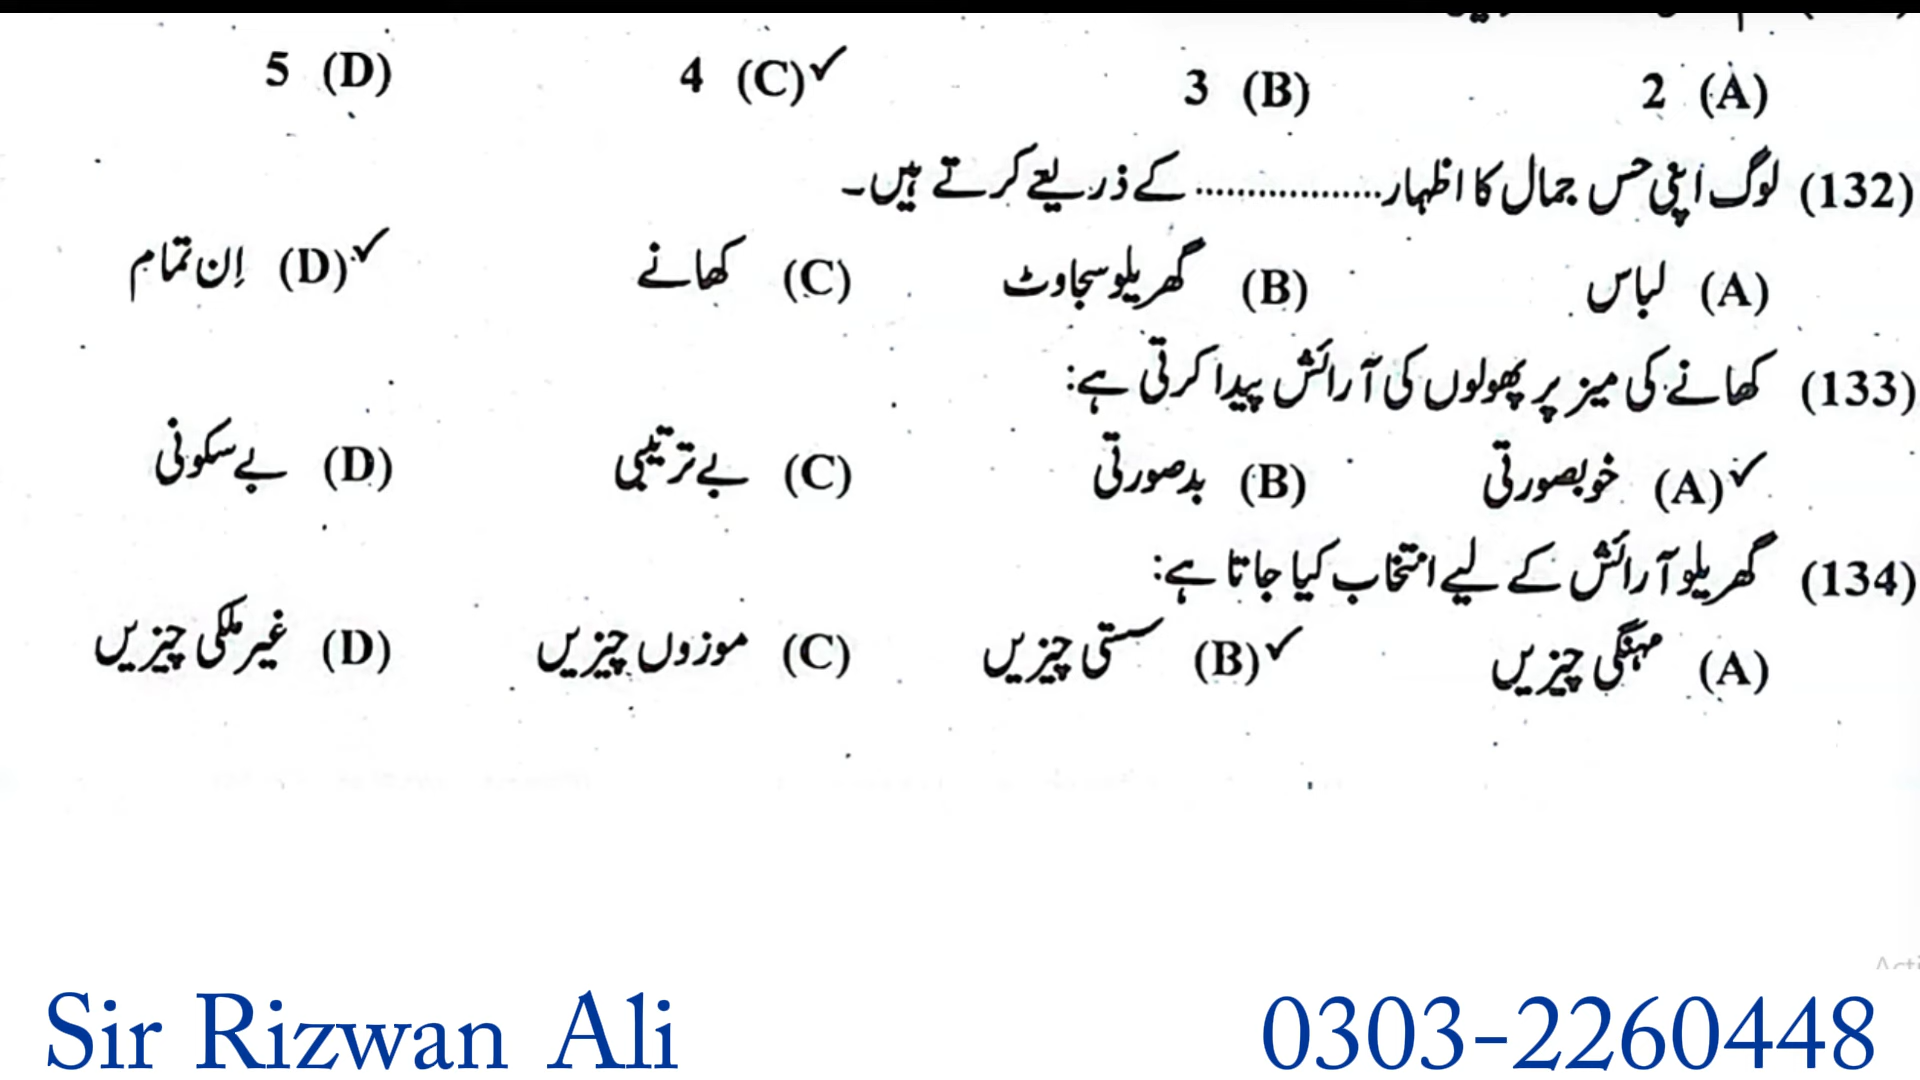 (A) 2 (B) 3 ✓(C) 4 (D) 5
(132) لوگ اپنی حس جمال کا اظہار.................. کے ذریعے کرتے ہیں۔
(A) لباس (B) گھریلو سجاوٹ (C) کھانے ✓(D) اِن تمام
(133) کھانے کی میز پر پھولوں کی آرائش پیدا کرتی ہے:
✓(A) خوبصورتی (B) بدصورتی (C) بے ترتیبی (D) بے سکونی
(134) گھریلو آرائش کے لیے انتخاب کیا جاتا ہے:
(A) مہنگی چیزیں ✓(B) سستی چیزیں (C) موزوں چیزیں (D) غیر ملکی چیزیں
Sir Rizwan Ali 0303-2260448